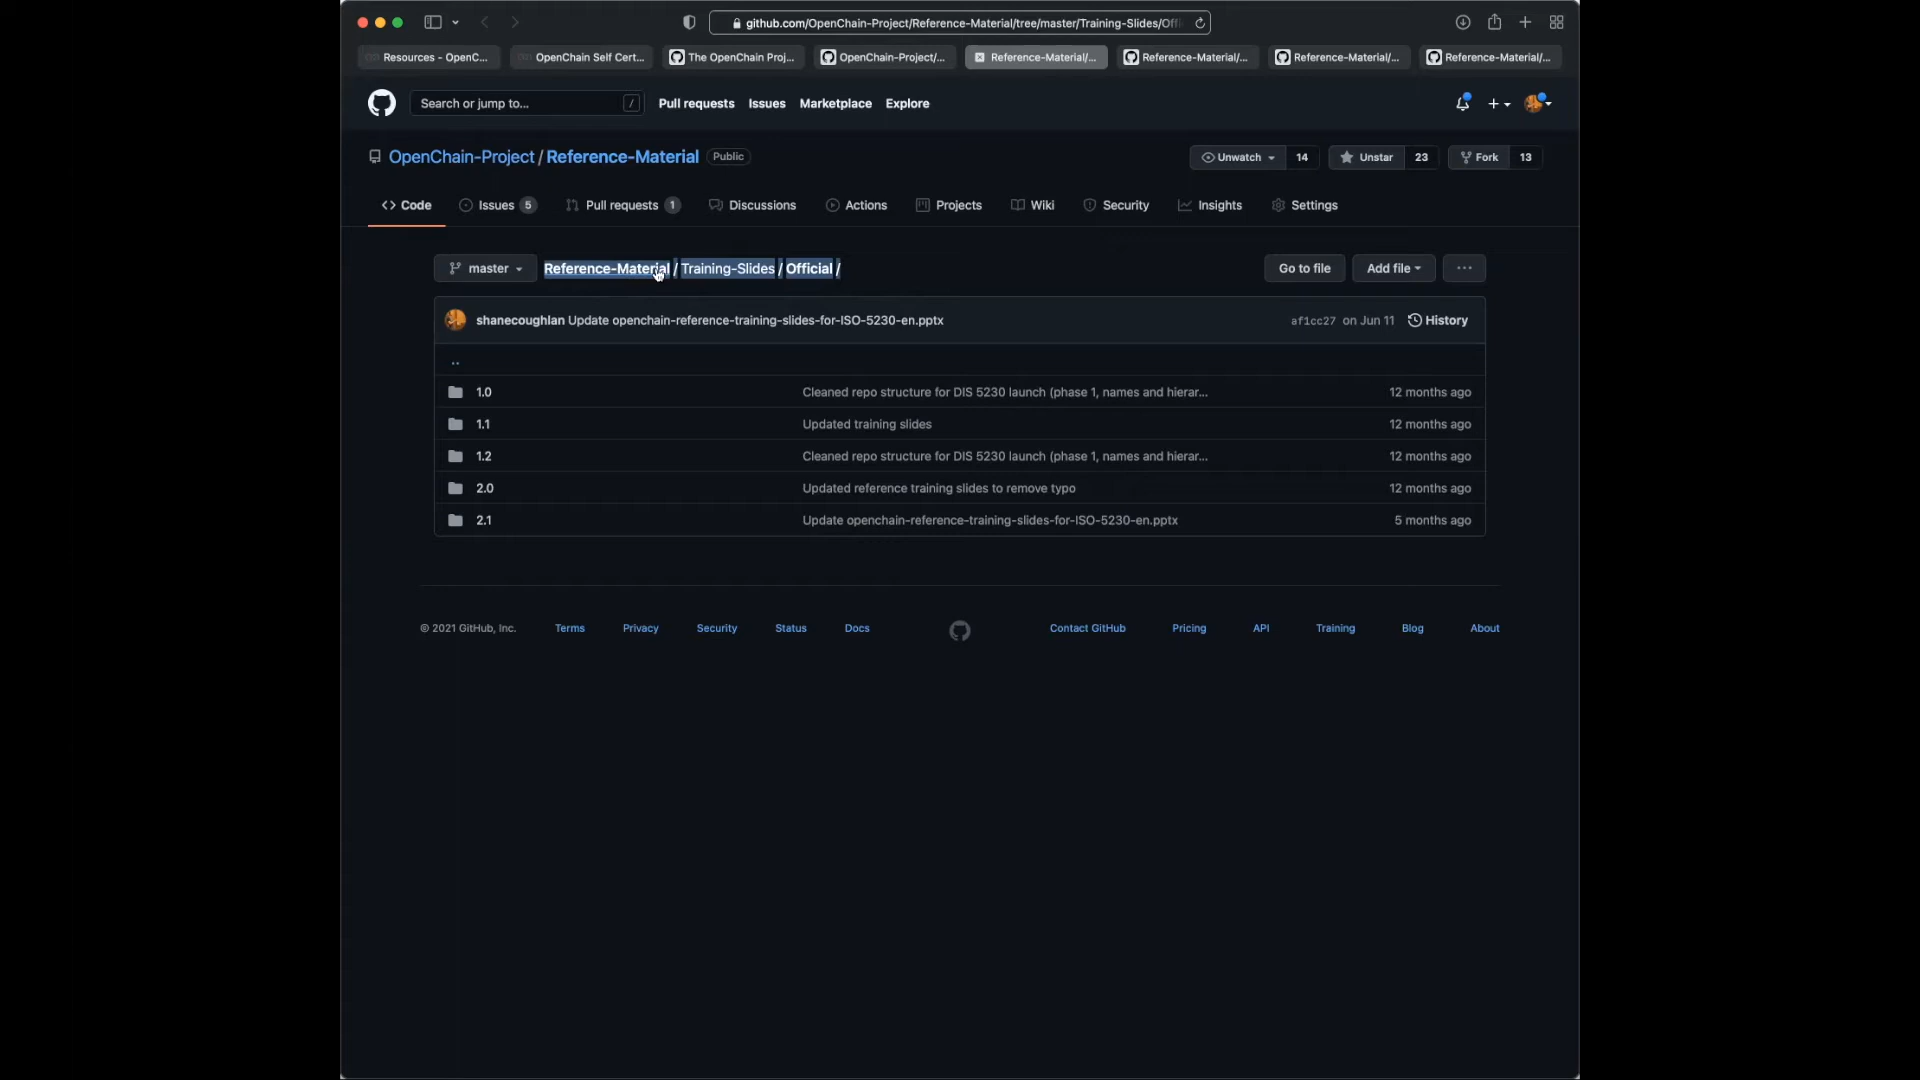 github.com/OpenChain-Project/Reference-Material/tree/master/Training-Slides/Off
Resources - OpenC...
OpenChain Self Cert...
The OpenChain Proj...
OpenChain-Project/...
Reference-Material/...
Reference-Material/...
Reference-Material/...
Reference-Material/...
Search or jump to... /
Pull requests Issues Marketplace Explore
OpenChain-Project / Reference-Material Public
Unwatch 14 Unstar 23 Fork 13
Code Issues 5 Pull requests 1 Discussions Actions Projects Wiki Security Insights Settings
master Reference-Material / Training-Slides / Official / Go to file Add file ...
shanecoughlan Update openchain-reference-training-slides-for-ISO-5230-en.pptx af1cc27 on Jun 11 History
..
1.0 Cleaned repo structure for DIS 5230 launch (phase 1, names and hierar... 12 months ago
1.1 Updated training slides 12 months ago
1.2 Cleaned repo structure for DIS 5230 launch (phase 1, names and hierar... 12 months ago
2.0 Updated reference training slides to remove typo 12 months ago
2.1 Update openchain-reference-training-slides-for-ISO-5230-en.pptx 5 months ago
© 2021 GitHub, Inc. Terms Privacy Security Status Docs Contact GitHub Pricing API Training Blog About